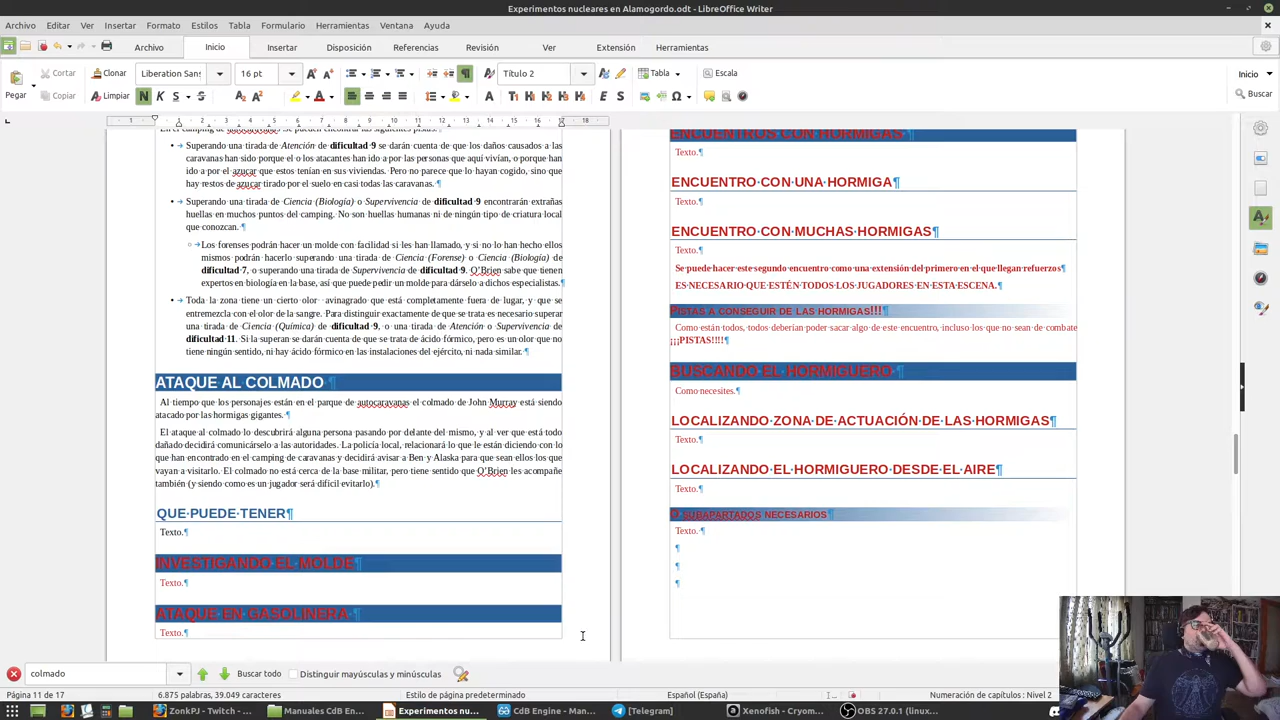 Experimentos nucleares en Alamogordo.odt - LibreOffice Writer
Archivo Editar Ver Insertar Formato Estilos Tabla Formulario Herramientas Ventana Ayuda
Archivo Inicio Insertar Disposición Referencias Revisión Ver Extensión Herramientas
Pegar Cortar Clonar Liberation Sans 16 pt Título 2 Tabla Escala Inicio
Copiar Limpiar Buscar
Superando una tirada de Atención de dificultad 9 se darán cuenta de que los daños causados a las
caravanas han sido porque el o los atacantes han ido a por las personas que aquí vivían, o porque han
ido a por el azucar que estos tenían en sus viviendas. Pero no parece que lo hayan cogido, sino que
hay restos de azucar tirado por el suelo en casi todas las caravanas.¶
Superando una tirada de Ciencia (Biología) o Supervivencia de dificultad 9 encontrarán extrañas
huellas en muchos puntos del camping. No son huellas humanas ni de ningún tipo de criatura local
que conozcan. ¶
Los forenses podrán hacer un molde con facilidad si les han llamado, y si no lo han hecho ellos
mismos podrán hacerlo superando una tirada de Ciencia (Forense) o Ciencia (Biología) de
dificultad 7, o superando una tirada de Supervivencia de dificultad 9. O'Brien sabe que tienen
expertos en biología en la base, así que puede pedir un molde para dárselo a dichos especialistas.¶
Toda la zona tiene un cierto olor avinagrado que está completamente fuera de lugar, y que se
entremezcla con el olor de la sangre. Para distinguir exactamente de que se trata es necesario superar
una tirada de Ciencia (Química) de dificultad 9, o una tirada de Atención o Supervivencia de
dificultad 11. Si la superan se darán cuenta de que se trata de ácido fórmico, pero es un olor que no
tiene ningún sentido, ni hay ácido fórmico en las instalaciones del ejército, ni nada similar. ¶
ATAQUE AL COLMADO ¶
Al tiempo que los personajes están en el parque de autocaravanas el colmado de John Murray está siendo
atacado por las hormigas gigantes. ¶
El ataque al colmado lo descubrirá alguna persona pasando por delante del mismo, y al ver que está todo
dañado decidirá comunicárselo a las autoridades. La policía local, relacionará lo que le están diciendo con lo
que han encontrado en el camping de caravanas y decidirá avisar a Ben y Alaska para que sean ellos los que
vayan a visitarlo. El colmado no está cerca de la base militar, pero tiene sentido que O'Brien les acompañe
también (y siendo como es un jugador será difícil evitarlo).¶
QUE·PUEDE·TENER¶
Texto.¶
INVESTIGANDO EL MOLDE¶
Texto.¶
ATAQUE EN GASOLINERA ¶
Texto.¶
ENCUENTROS CON HORMIGAS ¶
Texto.¶
ENCUENTRO·CON·UNA·HORMIGA¶
Texto.¶
ENCUENTRO·CON·MUCHAS·HORMIGAS¶
Texto.¶
Se·puede·hacer·este·segundo·encuentro·como·una·extensión·del·primero·en·el·que·llegan·refuerzos¶
ES·NECESARIO·QUE·ESTÉN·TODOS·LOS·JUGADORES·EN·ESTA·ESCENA.¶
PISTAS A CONSEGUIR DE LAS HORMIGAS!!!¶
Como están todos, todos deberían poder sacar algo de este encuentro, incluso los que no sean de combate
¡¡¡PISTAS!!!!¶
BUSCANDO EL HORMIGUERO ¶
Como necesites.¶
LOCALIZANDO·ZONA·DE·ACTUACIÓN·DE·LAS·HORMIGAS¶
Texto.¶
LOCALIZANDO·EL·HORMIGUERO·DESDE·EL·AIRE¶
Texto.¶
O SUBAPARTADOS NECESARIOS¶
Texto. ¶
¶
¶
¶
colmado Buscar todo Distinguir mayúsculas y minúsculas
Página 11 de 17 6.875 palabras, 39.049 caracteres Estilo de página predeterminado Español (España) Numeración de capítulos : Nivel 2
ZonkPJ - Twitch - ... Manuales CdB En... Experimentos nu... CdB Engine - Man... [Telegram] Xenofish - Cryom... OBS 27.0.1 (linux...